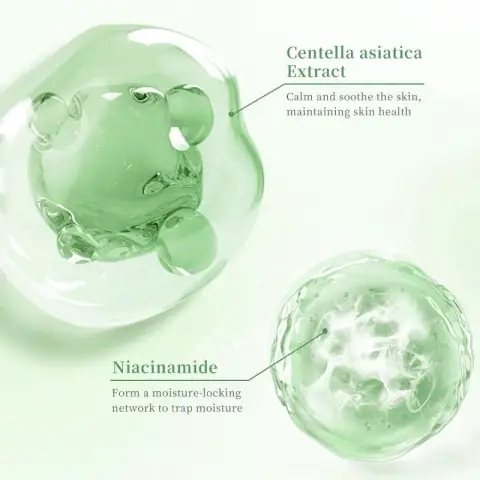 Centella asiatica
Extract
Calm and soothe the skin,
maintaining skin health
Niacinamide
Form a moisture-locking
network to trap moisture